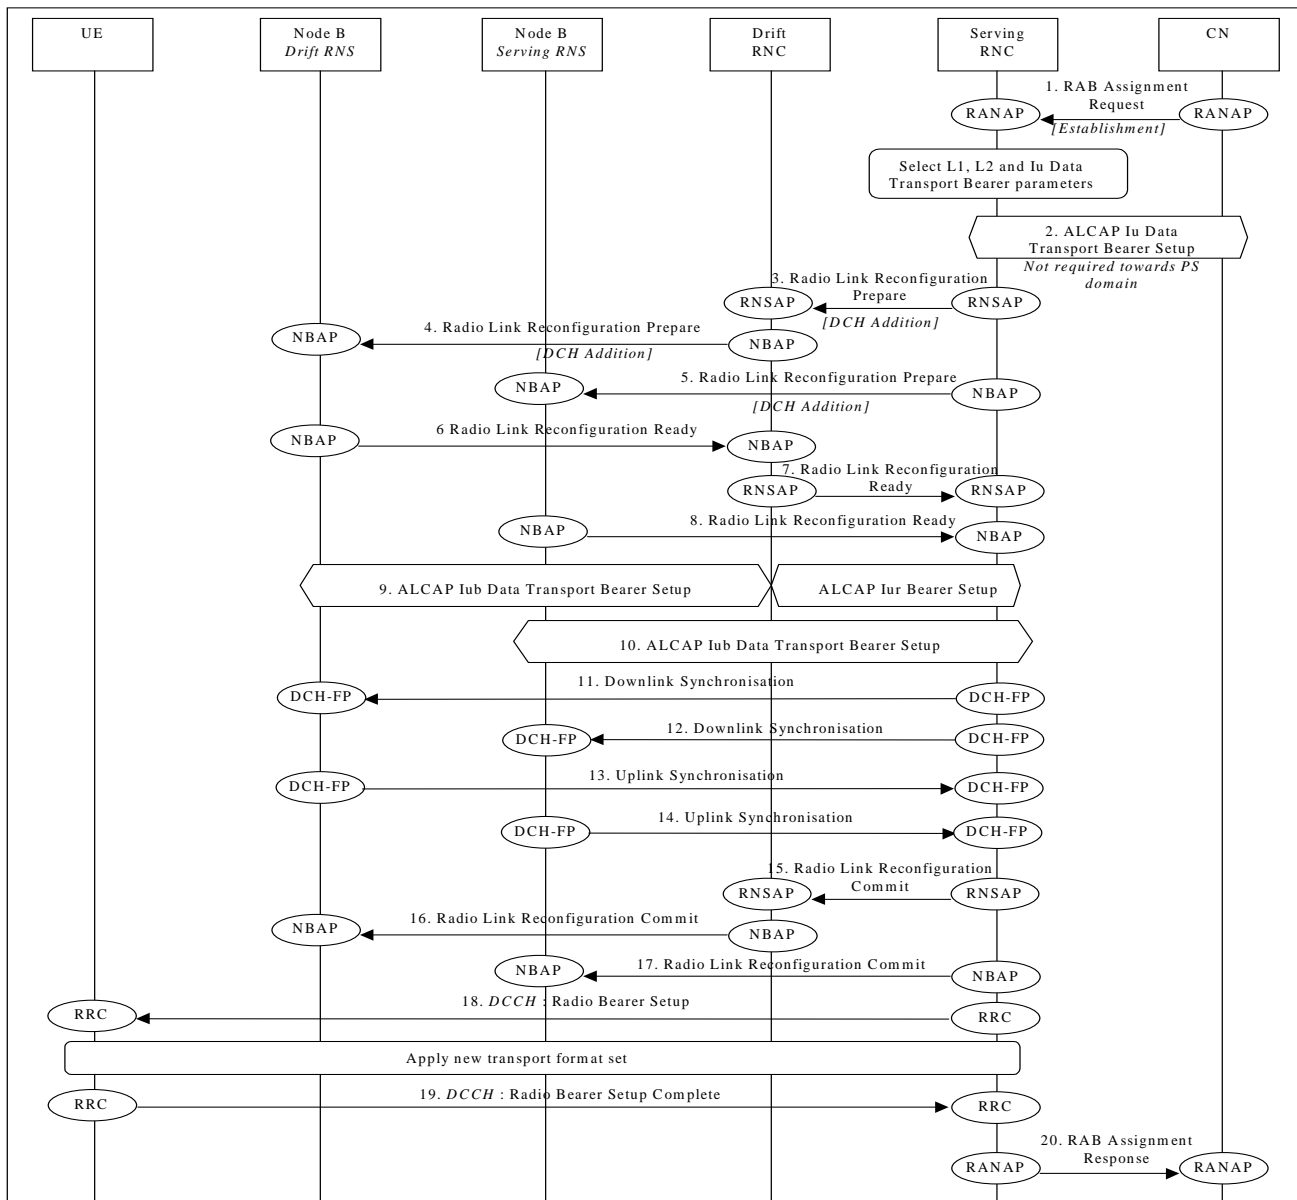 UE
Node B
Drift RNS
Node B
Serving RNS
Drift
RNC
Serving
RNC
CN
1. RAB Assignment
Request
RANAP
RANAP
[Establishment]
Select L1, L2 and Iu Data
Transport Bearer parameters
2. ALCAP Iu Data
Transport Bearer Setup
Not required towards PS
domain
3. Radio Link Reconfiguration
Prepare
RNSAP
RNSAP
[DCH Addition]
4. Radio Link Reconfiguration Prepare
NBAP
NBAP
[DCH Addition]
5. Radio Link Reconfiguration Prepare
NBAP
NBAP
[DCH Addition]
6 Radio Link Reconfiguration Ready
NBAP
NBAP
7. Radio Link Reconfiguration
Ready
RNSAP
RNSAP
8. Radio Link Reconfiguration Ready
NBAP
NBAP
9. ALCAP Iub Data Transport Bearer Setup
ALCAP Iur Bearer Setup
10. ALCAP Iub Data Transport Bearer Setup
11. Downlink Synchronisation
DCH-FP
DCH-FP
12. Downlink Synchronisation
DCH-FP
DCH-FP
13. Uplink Synchronisation
DCH-FP
DCH-FP
14. Uplink Synchronisation
DCH-FP
DCH-FP
15. Radio Link Reconfiguration
Commit
RNSAP
RNSAP
16. Radio Link Reconfiguration Commit
NBAP
NBAP
17. Radio Link Reconfiguration Commit
NBAP
NBAP
18. DCCH : Radio Bearer Setup
RRC
RRC
Apply new transport format set
19. DCCH : Radio Bearer Setup Complete
RRC
RRC
20. RAB Assignment
Response
RANAP
RANAP